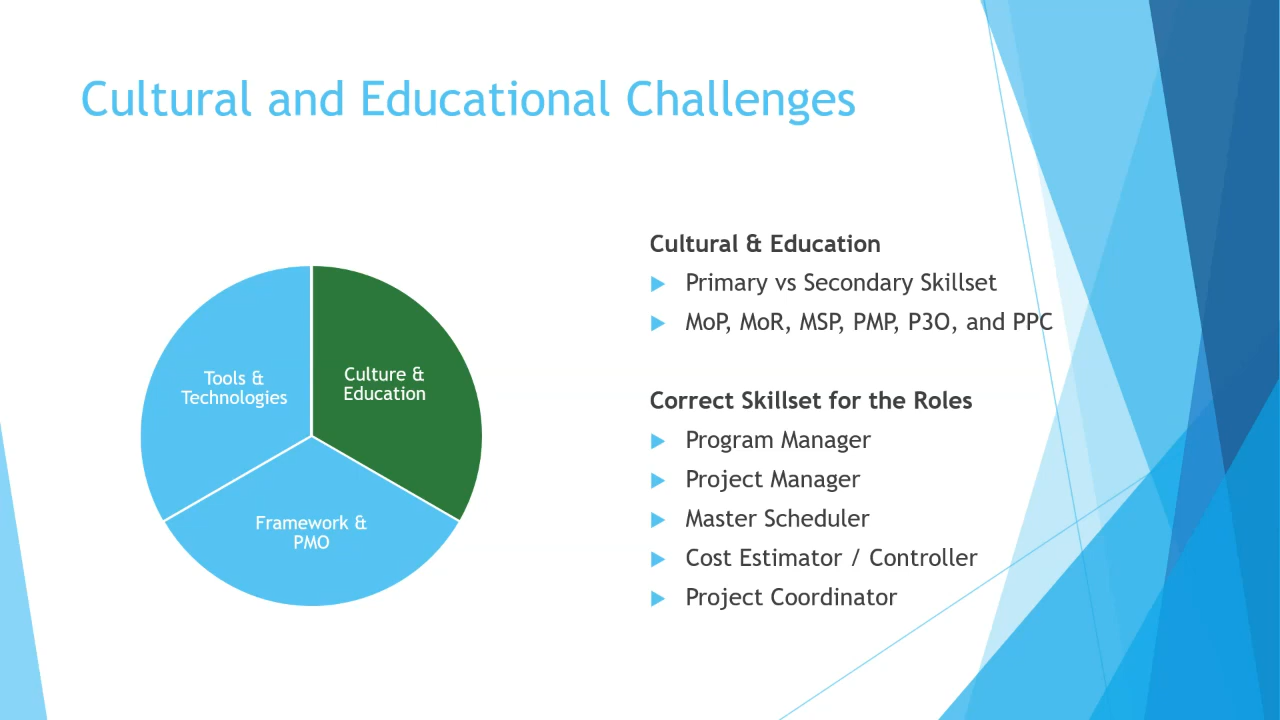 Cultural and Educational Challenges
Tools &
Technologies
Culture &
Education
Framework &
PMO
Cultural & Education
Primary vs Secondary Skillset
MoP, MoR, MSP, PMP, P3O, and PPC
Correct Skillset for the Roles
Program Manager
Project Manager
Master Scheduler
Cost Estimator / Controller
Project Coordinator